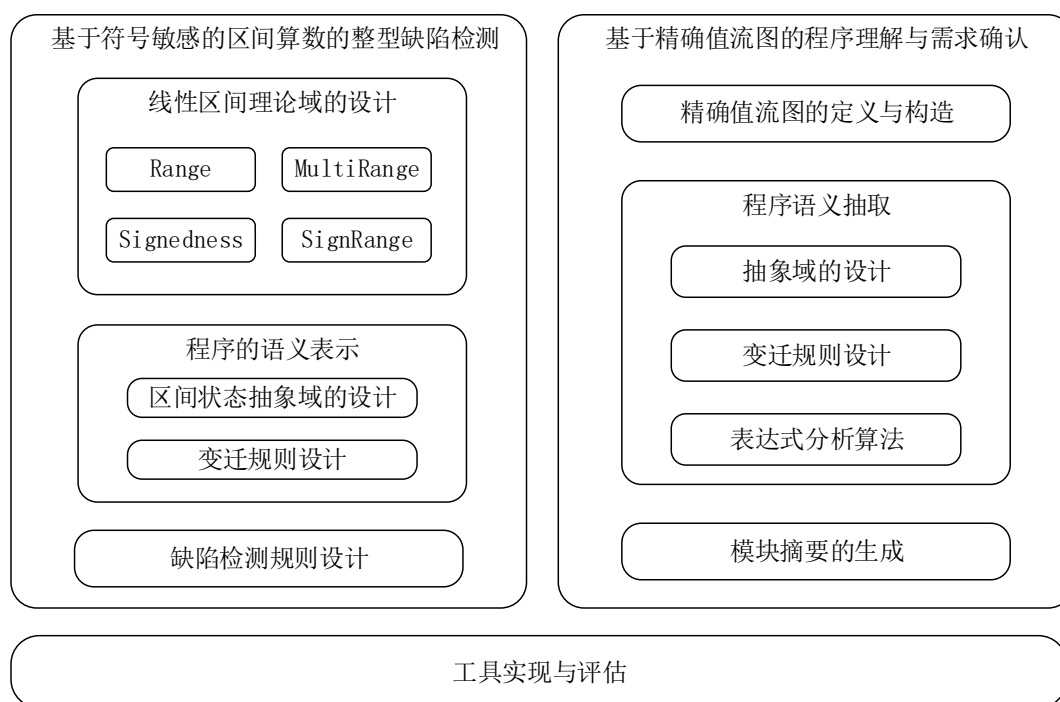 基于符号敏感的区间算数的整型缺陷检测
线性区间理论域的设计
Range
MultiRange
Signedness
SignRange
程序的语义表示
区间状态抽象域的设计
变迁规则设计
缺陷检测规则设计
基于精确值流图的程序理解与需求确认
精确值流图的定义与构造
程序语义抽取
抽象域的设计
变迁规则设计
表达式分析算法
模块摘要的生成
工具实现与评估